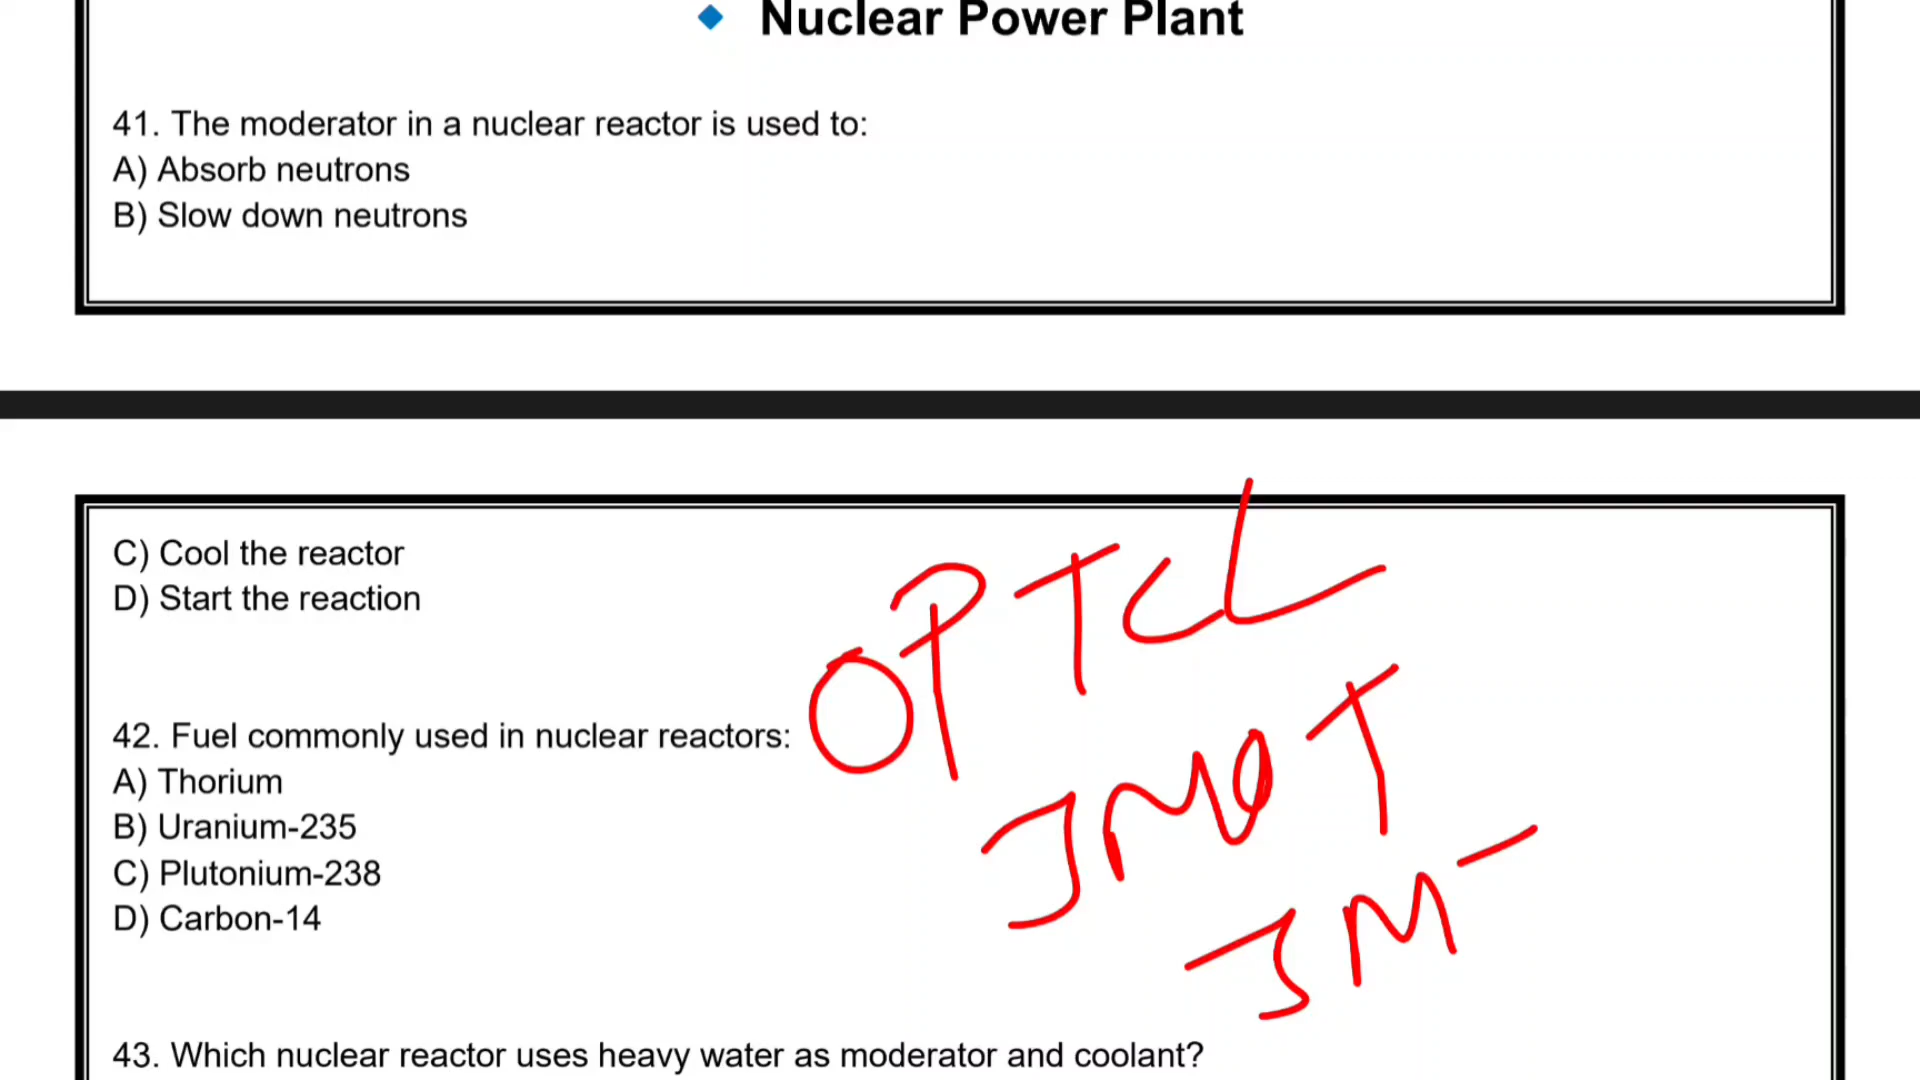 Nuclear Power Plant
41. The moderator in a nuclear reactor is used to:
A) Absorb neutrons
B) Slow down neutrons
C) Cool the reactor
D) Start the reaction
OPTCL
42. Fuel commonly used in nuclear reactors:
A) Thorium
JMOT
B) Uranium-235
C) Plutonium-238
D) Carbon-14
JM-
43. Which nuclear reactor uses heavy water as moderator and coolant?